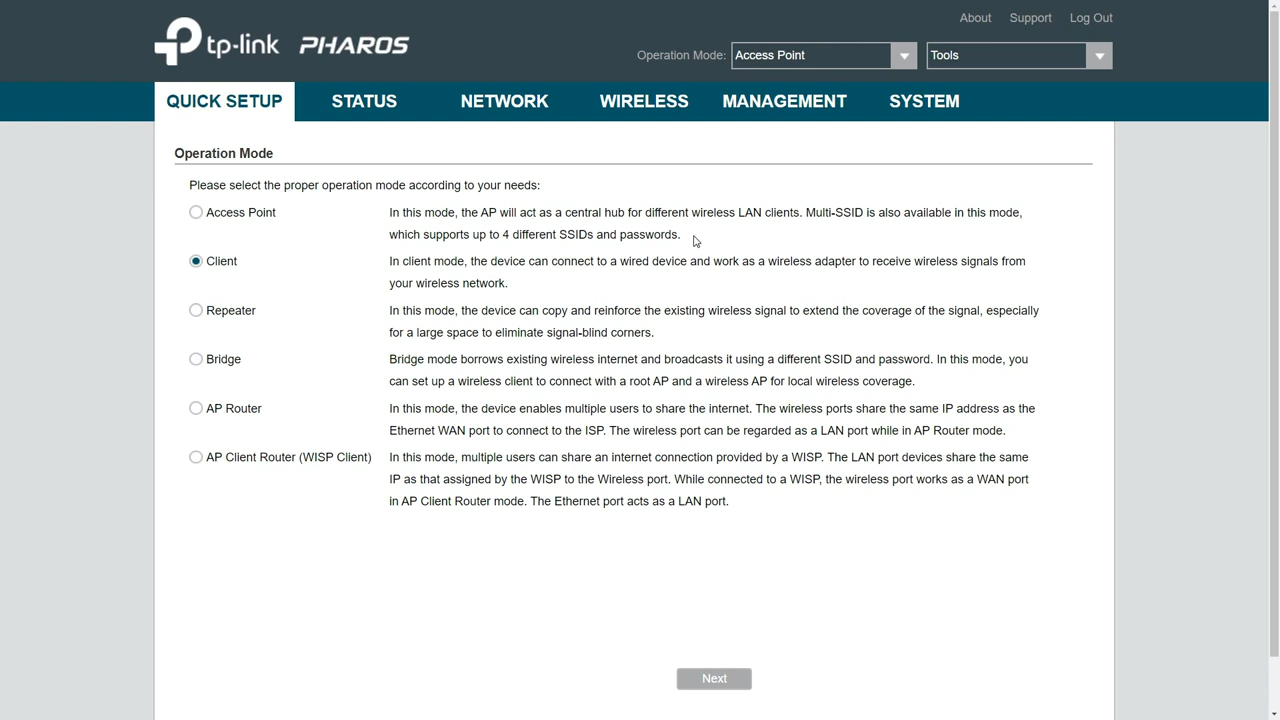 About Support Log Out
tp-link PHAROS
Operation Mode: Access Point Tools
QUICK SETUP STATUS NETWORK WIRELESS MANAGEMENT SYSTEM
Operation Mode
Please select the proper operation mode according to your needs:
Access Point In this mode, the AP will act as a central hub for different wireless LAN clients. Multi-SSID is also available in this mode,
which supports up to 4 different SSIDs and passwords.
Client In client mode, the device can connect to a wired device and work as a wireless adapter to receive wireless signals from
your wireless network.
Repeater In this mode, the device can copy and reinforce the existing wireless signal to extend the coverage of the signal, especially
for a large space to eliminate signal-blind corners.
Bridge Bridge mode borrows existing wireless internet and broadcasts it using a different SSID and password. In this mode, you
can set up a wireless client to connect with a root AP and a wireless AP for local wireless coverage.
AP Router In this mode, the device enables multiple users to share the internet. The wireless ports share the same IP address as the
Ethernet WAN port to connect to the ISP. The wireless port can be regarded as a LAN port while in AP Router mode.
AP Client Router (WISP Client) In this mode, multiple users can share an internet connection provided by a WISP. The LAN port devices share the same
IP as that assigned by the WISP to the Wireless port. While connected to a WISP, the wireless port works as a WAN port
in AP Client Router mode. The Ethernet port acts as a LAN port.
Next